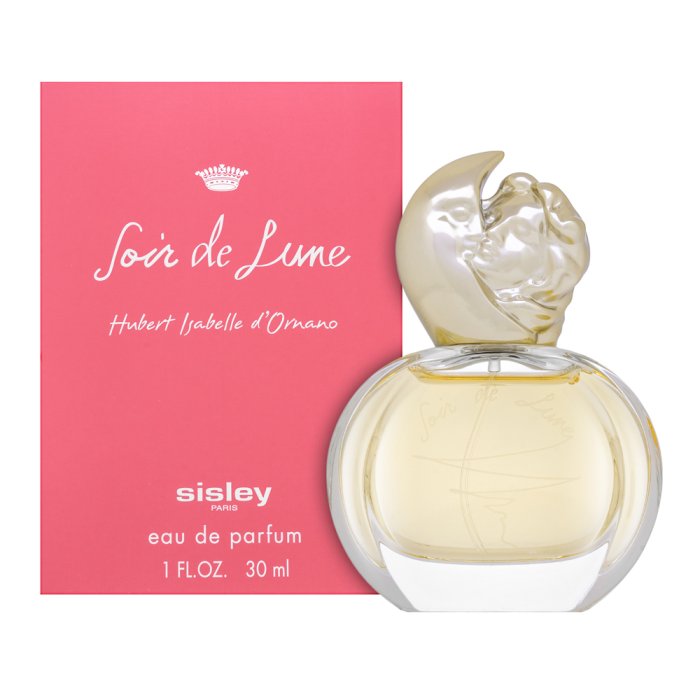 Soir de Lune
Hubert Isabelle d'Ornano
sisley
PARIS
eau de parfum
1 FL.OZ. 30 ml
Soir de Lune